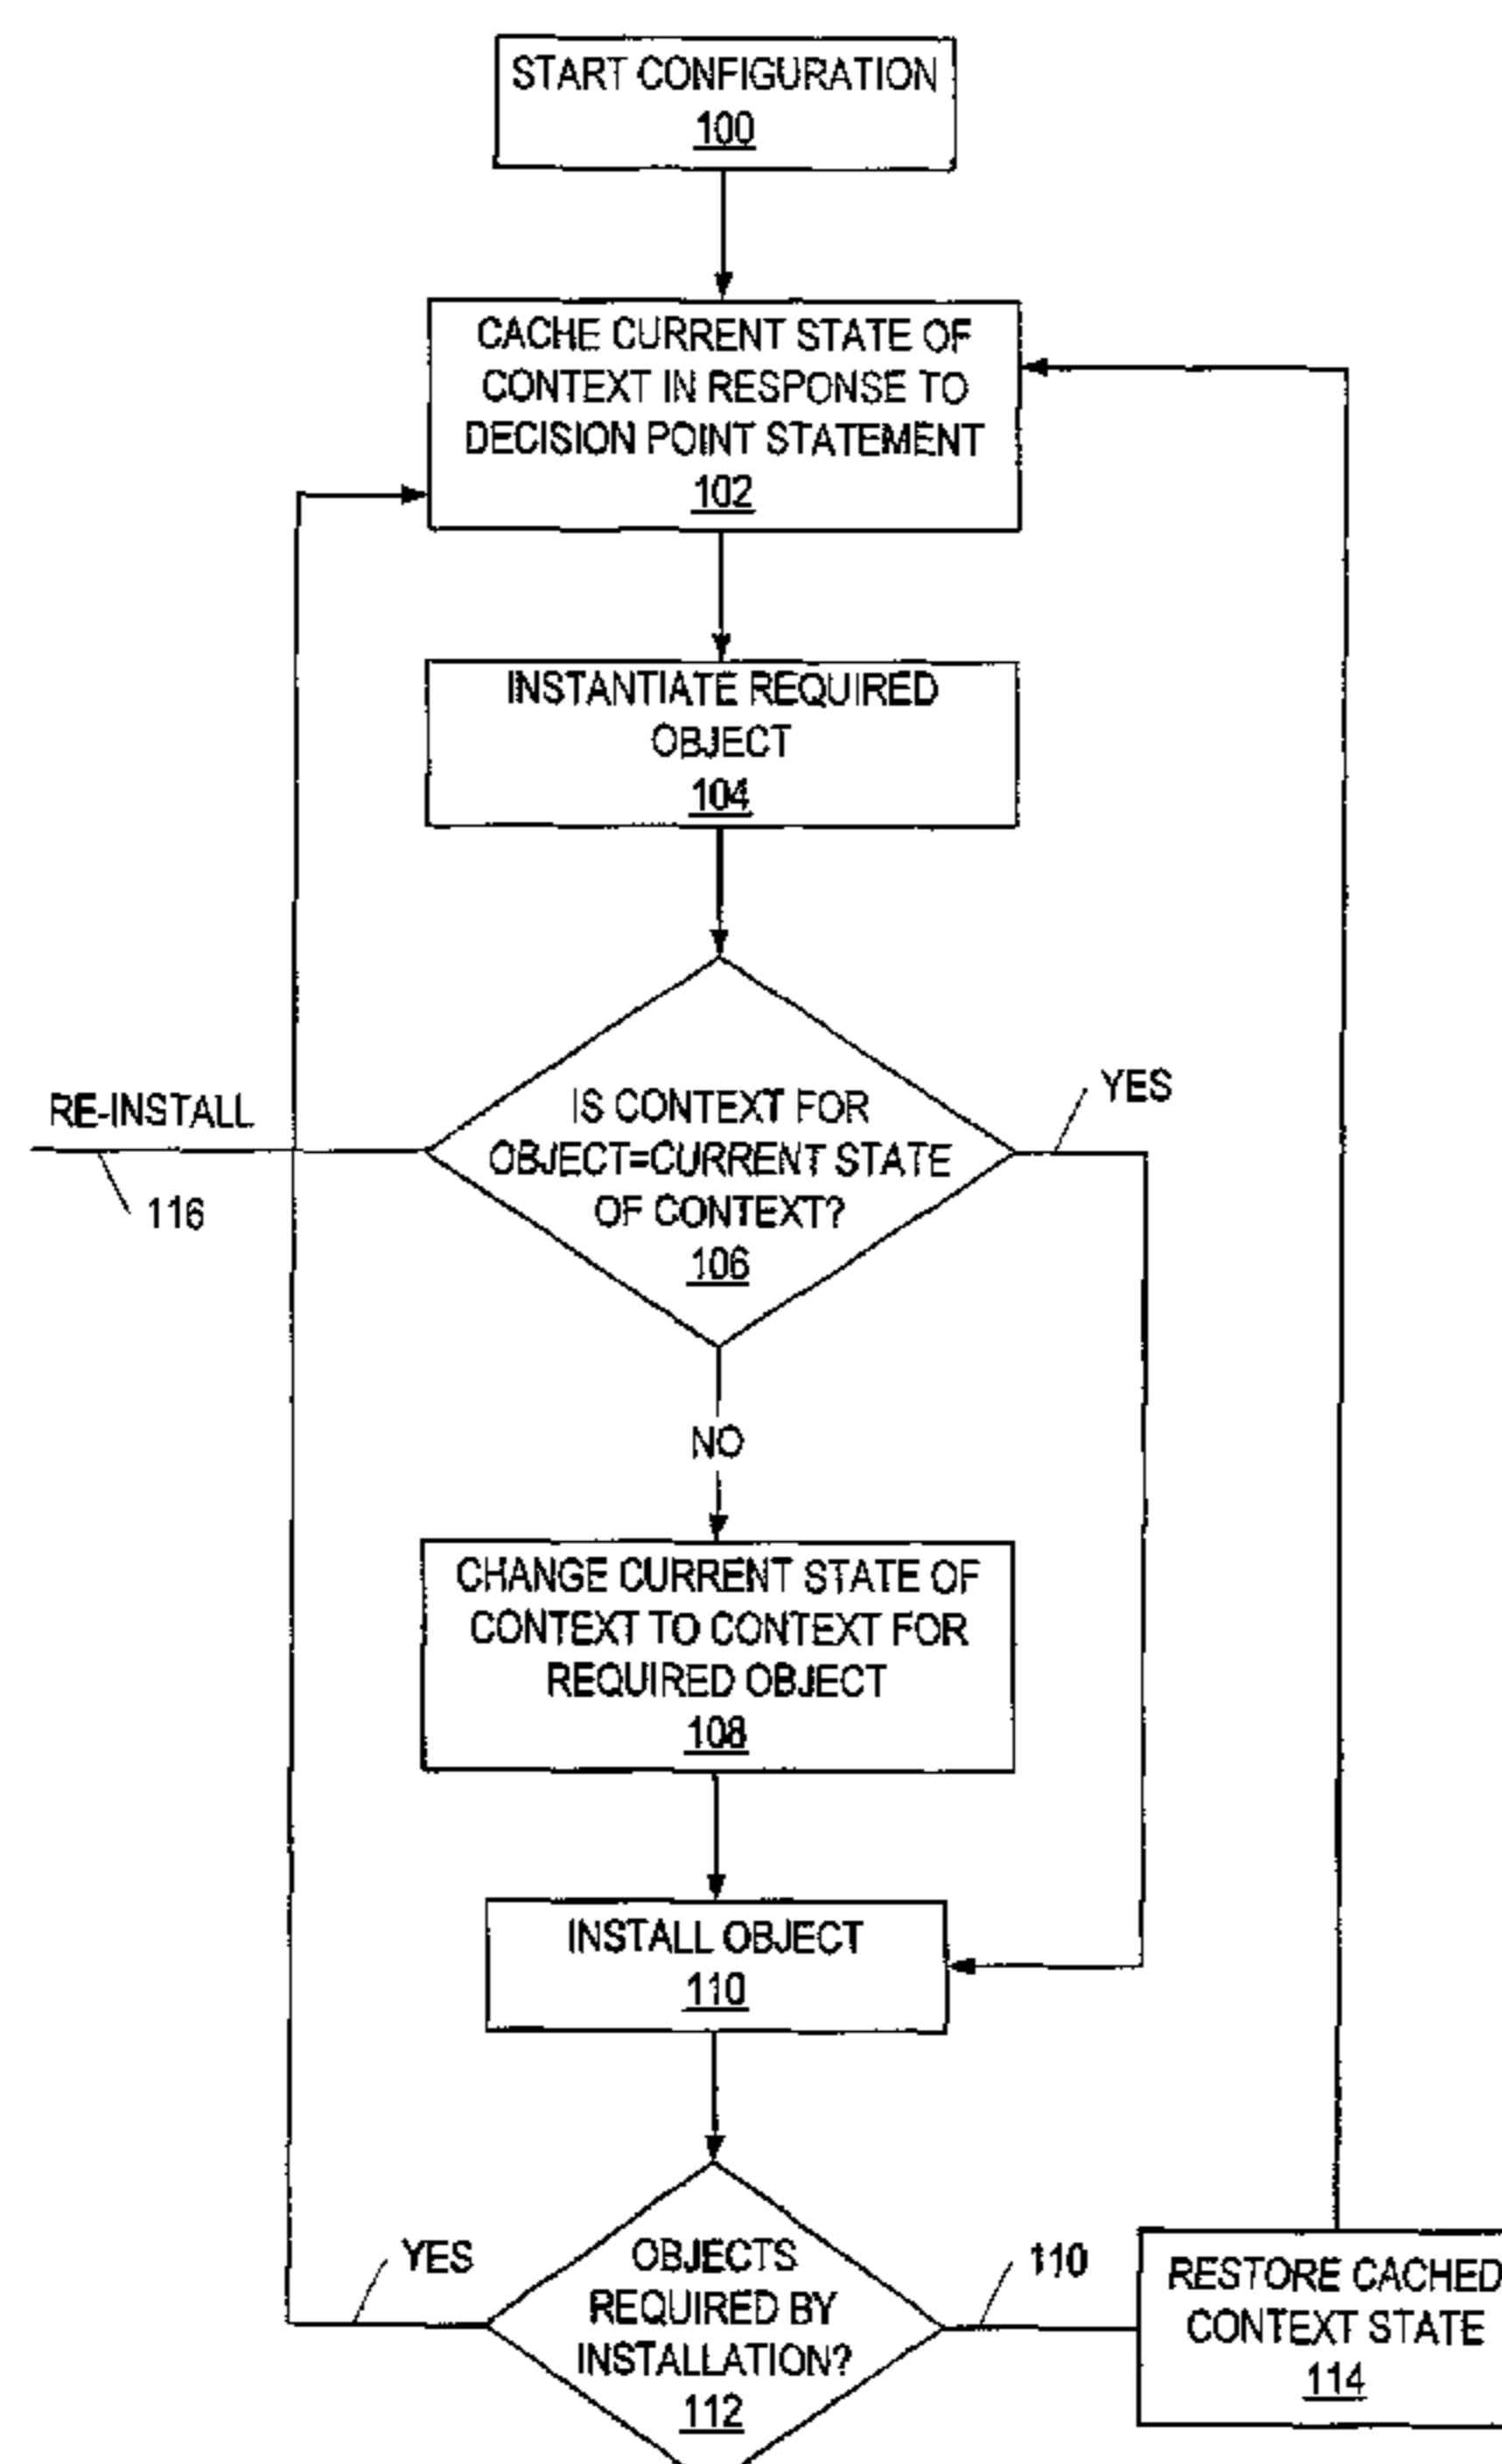 START CONFIGURATION
100
CACHE CURRENT STATE OF
CONTEXT IN RESPONSE TO
DECISION POINT STATEMENT
102
INSTANTIATE REQUIRED
OBJECT
104
IS CONTEXT FOR
OBJECT=CURRENT STATE
OF CONTEXT?
106
YES
RE-INSTALL
116
NO
CHANGE CURRENT STATE OF
CONTEXT TO CONTEXT FOR
REQUIRED OBJECT
108
INSTALL OBJECT
110
YES
OBJECTS
REQUIRED BY
INSTALLATION?
112
110
RESTORE CACHED
CONTEXT STATE
114